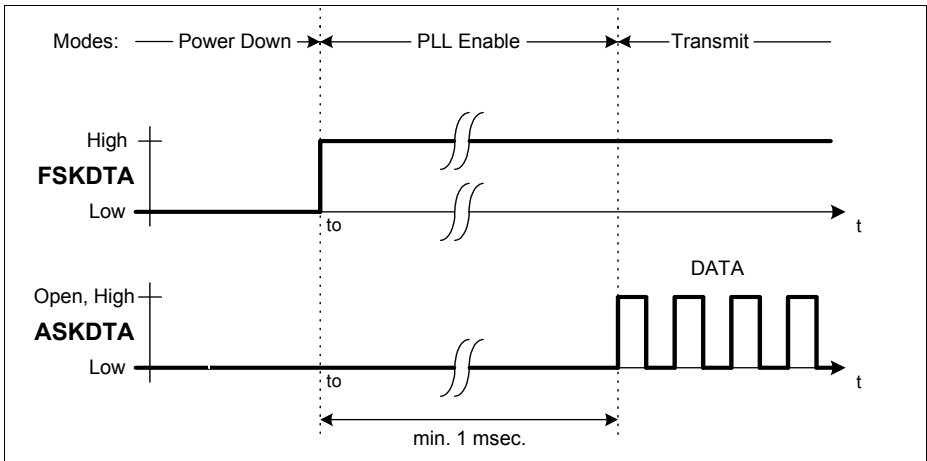 Modes: Power Down PLL Enable Transmit
High
FSKDTA
Low
to
t
DATA
Open, High
ASKDTA
Low
to
t
min. 1 msec.